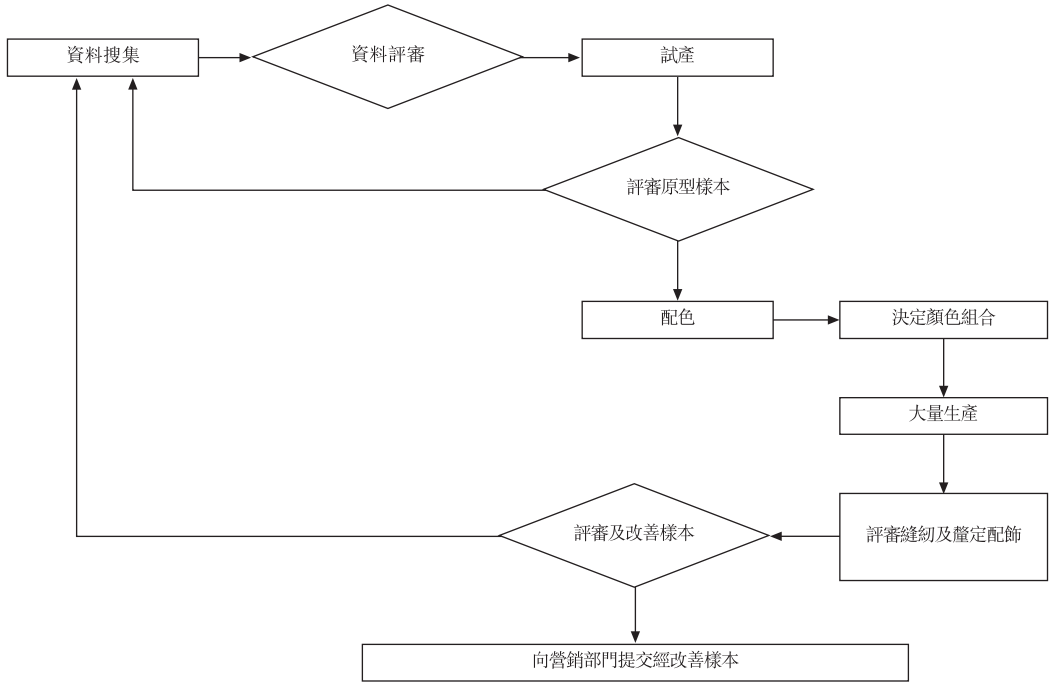 資料搜集
資料評審
試產
評審原型樣本
配色
決定顏色組合
大量生產
評審縫紉及釐定配飾
評審及改善樣本
向營銷部門提交經改善樣本